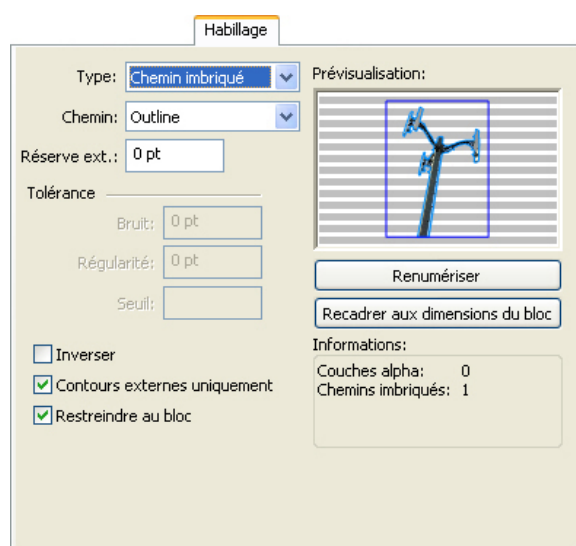 Habillage
Type: Chemin imbriqué
Chemin: Outline
Réserve ext.: 0 pt
Tolérance
Bruit: 0 pt
Régularité: 0 pt
Seuil:
Inverser
Contours externes uniquement
Restreindre au bloc
Prévisualisation:
Renumériser
Recadrer aux dimensions du bloc
Informations:
Couches alpha: 0
Chemins imbriqués: 1